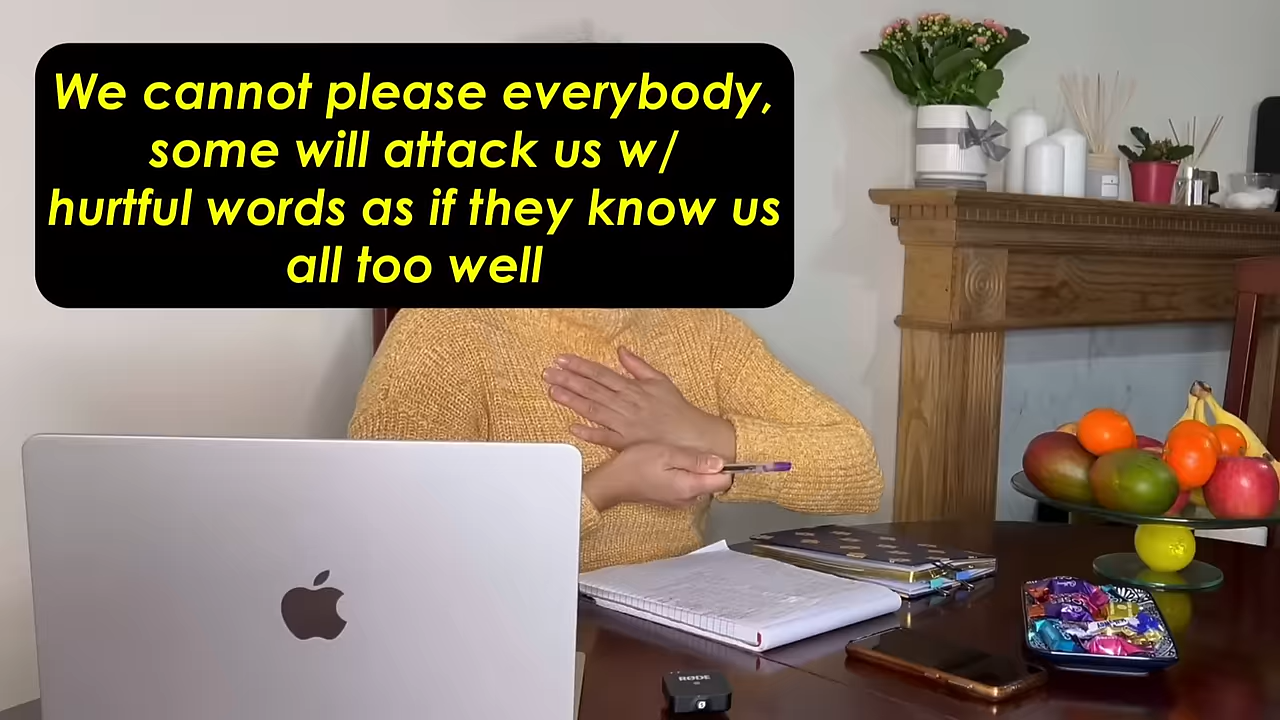 We cannot please everybody,
some will attack us w/
hurtful words as if they know us
all too well
RØDE